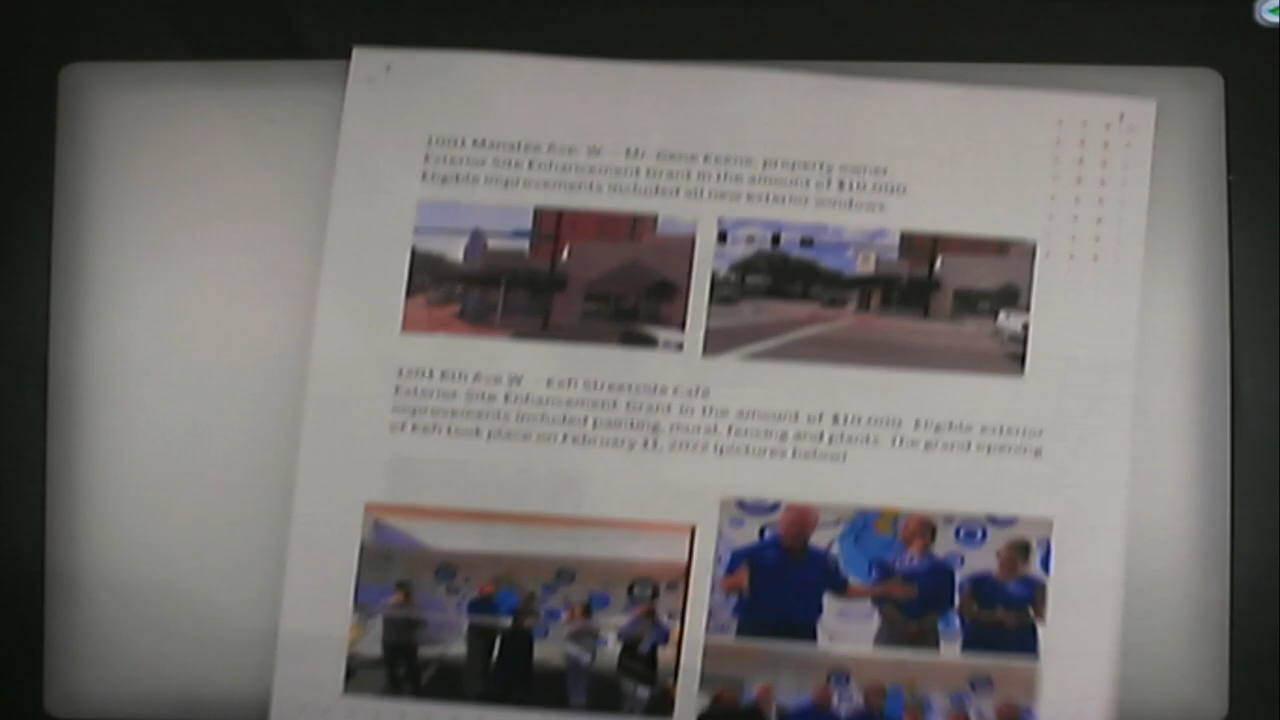 1001 Manatee Ave. W – Mr. Gene Keene, property owner
Exterior Site Enhancement Grant in the amount of $10,000
Eligible improvements included all new exterior windows
1201 6th Ave W – Kefi Streetside Cafe
Exterior Site Enhancement Grant in the amount of $10,000. Eligible exterior
improvements included painting, mural, fencing and plants. The grand opening
of Kefi took place on February 11, 2022 (pictures below)